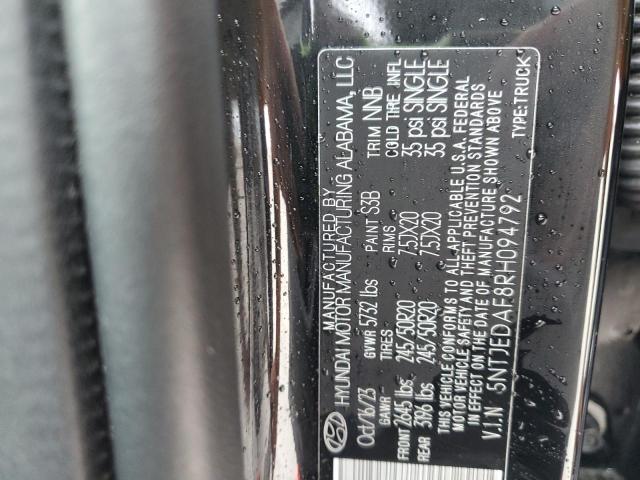 MANUFACTURED BY
HYUNDAI MOTOR MANUFACTURING ALABAMA, LLC
Oct/16/23 GVWR 5732 lbs PAINT S3B TRIM NNB
GAWR TIRES RIMS COLD TIRE INFL
FRONT 2645 lbs 245/50R20 7.5JX20 35 psi SINGLE
REAR 3196 lbs 245/50R20 7.5JX20 35 psi SINGLE
THIS VEHICLE CONFORMS TO ALL APPLICABLE U.S.A. FEDERAL
MOTOR VEHICLE SAFETY AND THEFT PREVENTION STANDARDS
IN EFFECT ON THE DATE OF MANUFACTURE SHOWN ABOVE
V.I.N 5NTJEDAF8RH094792 TYPE:TRUCK